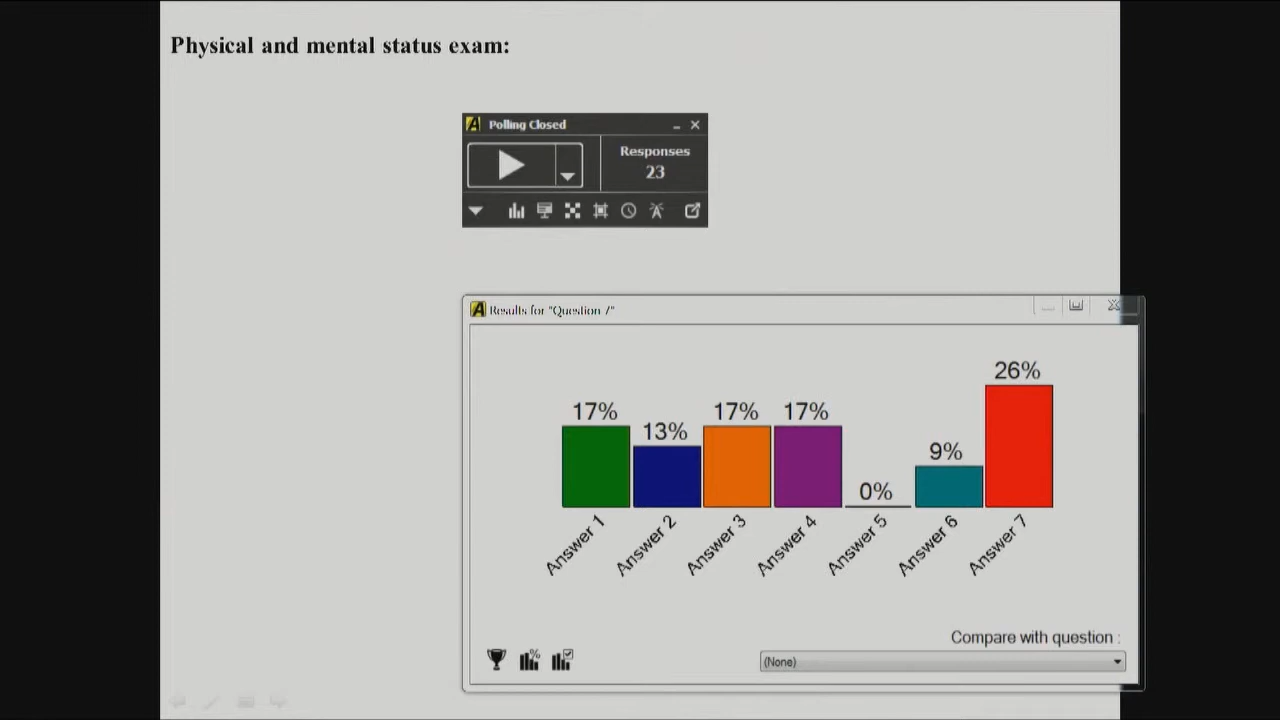 Physical and mental status exam:
Polling Closed
Responses
23
Results for "Question 7"
26%
17%
17%
17%
13%
9%
0%
Answer 1
Answer 2
Answer 3
Answer 4
Answer 5
Answer 6
Answer 7
Compare with question :
(None)